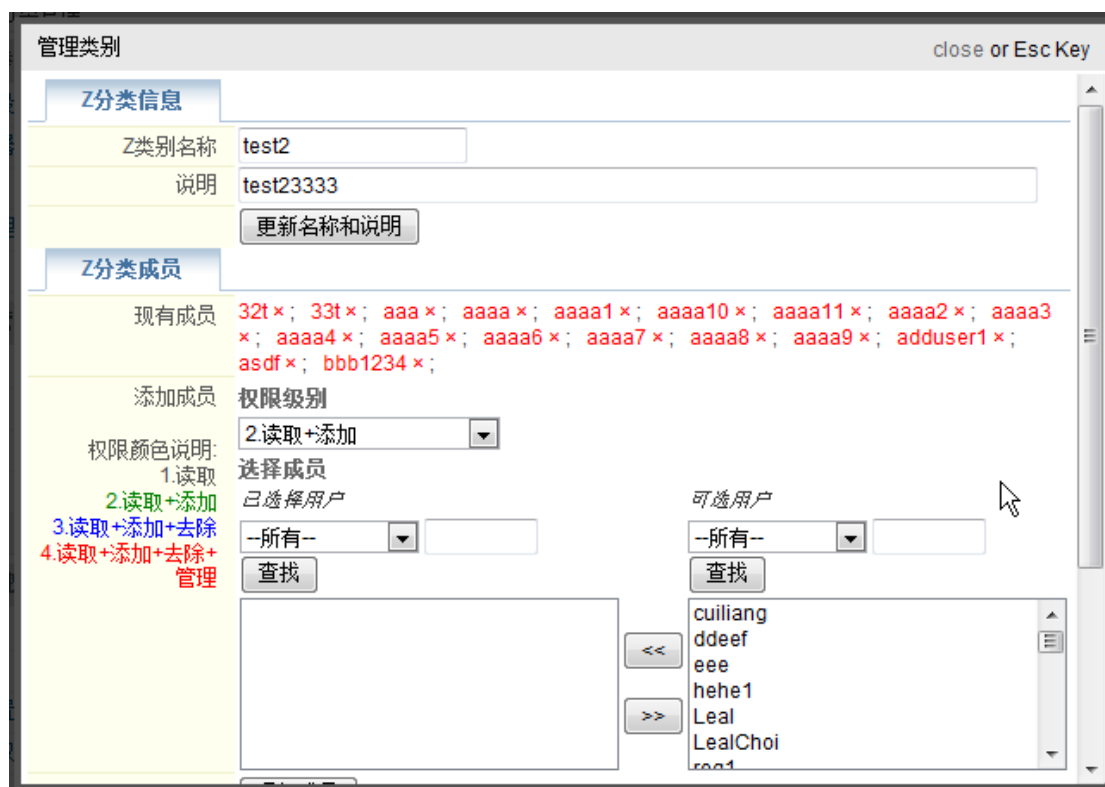 管理类别 close or Esc Key
Z分类信息
Z类别名称 test2
说明 test23333
更新名称和说明
Z分类成员
现有成员 32t ×; 33t ×; aaa ×; aaaa ×; aaaa1 ×; aaaa10 ×; aaaa11 ×; aaaa2 ×; aaaa3
×; aaaa4 ×; aaaa5 ×; aaaa6 ×; aaaa7 ×; aaaa8 ×; aaaa9 ×; adduser1 ×;
asdf ×; bbb1234 ×;
添加成员 权限级别
2.读取+添加
权限颜色说明:
1.读取 选择成员
2.读取+添加 已选择用户 可选用户
3.读取+添加+去除 --所有-- --所有--
4.读取+添加+去除+
管理 查找 查找
cuiliang
ddeef
<<
eee
hehe1
>> Leal
LealChoi